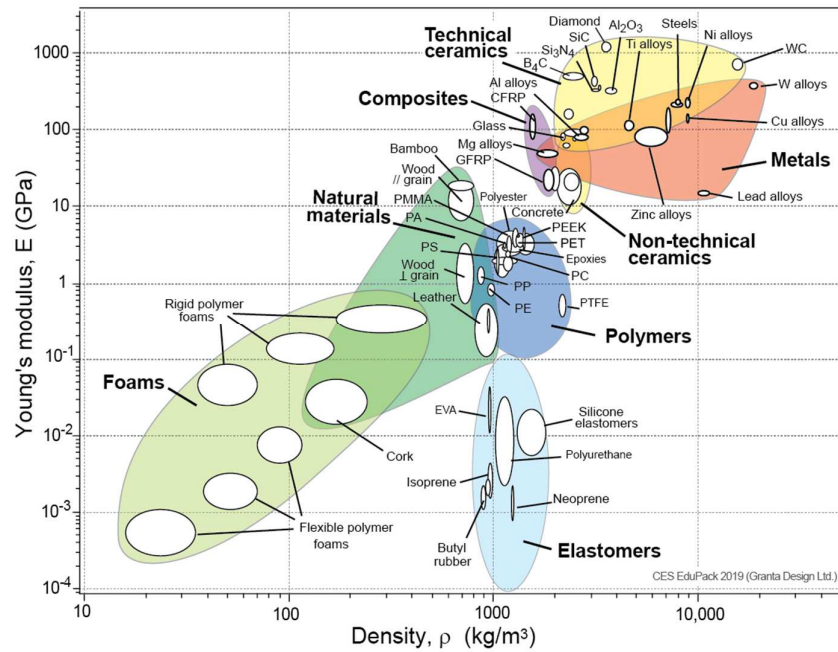 Technical
ceramics
Diamond
SiC
Al2O3
Si3N4
B4C
Ti alloys
Steels
Ni alloys
WC
W alloys
Al alloys
Composites
CFRP
Glass
Mg alloys
GFRP
Cu alloys
Metals
Lead alloys
Zinc alloys
Bamboo
Wood
// grain
Natural
materials
PMMA
PA
PS
Polyester
Concrete
PEEK
PET
Epoxies
PC
Non-technical
ceramics
Wood
⊥ grain
PP
PE
Leather
PTFE
Polymers
Rigid polymer
foams
Foams
Cork
EVA
Silicone
elastomers
Polyurethane
Isoprene
Neoprene
Butyl
rubber
Flexible polymer
foams
Elastomers
CES EduPack 2019 (Granta Design Ltd.)
Young's modulus, E (GPa)
1000
100
10
1
10-1
10-2
10-3
10-4
10
100
1000
10,000
Density, ρ (kg/m3)